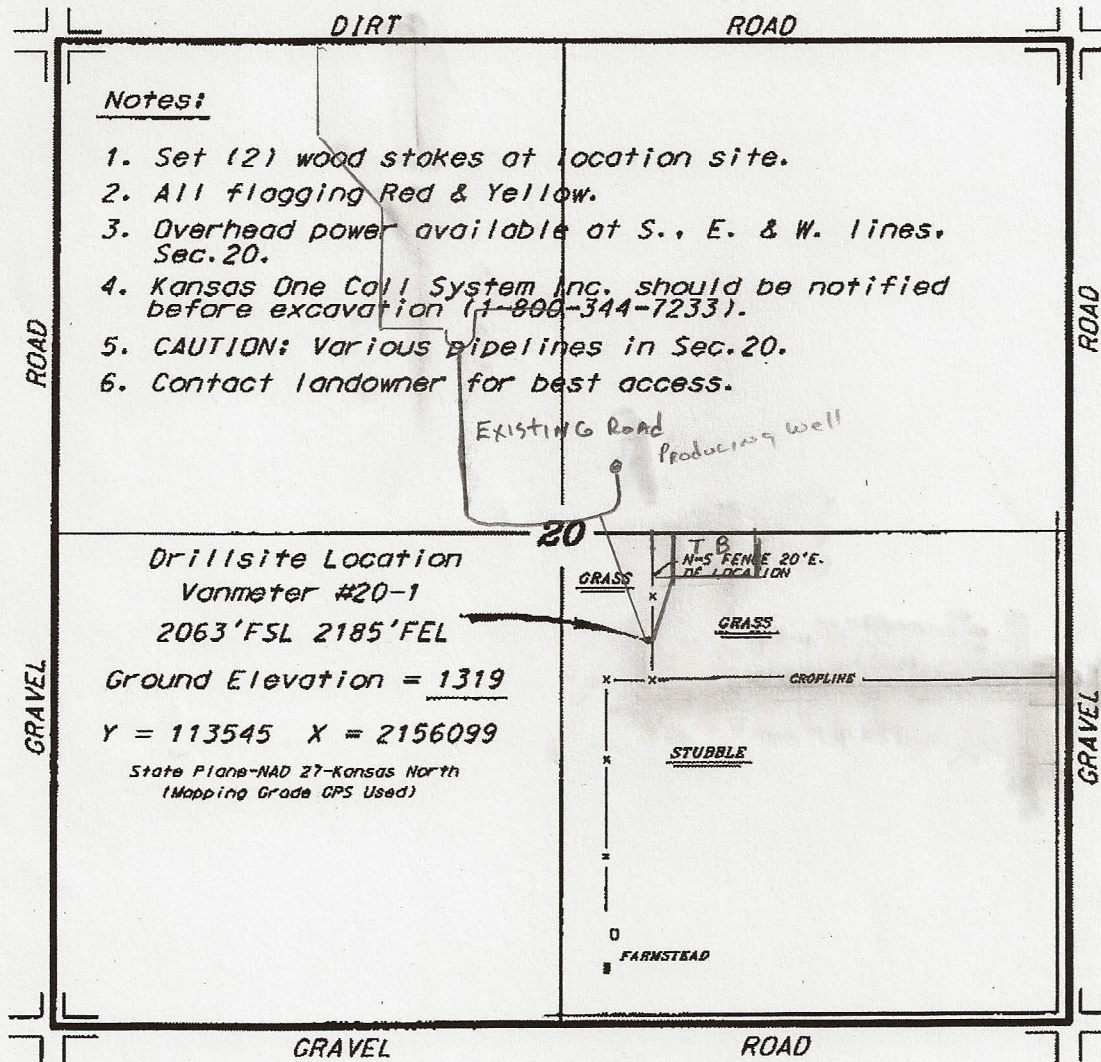 DIRT ROAD
Notes:
1. Set (2) wood stakes at location site.
2. All flagging Red & Yellow.
3. Overhead power available at S., E. & W. lines,
Sec.20.
4. Kansas One Call System Inc. should be notified
before excavation (1-800-344-7233).
5. CAUTION: Various pipelines in Sec.20.
6. Contact landowner for best access.
ROAD
ROAD
EXISTING ROAD
Producing Well
20
Drillsite Location
Vanmeter #20-1
2063'FSL 2185'FEL
Ground Elevation = 1319
Y = 113545 X = 2156099
State Plane-NAD 27-Kansas North
(Mapping Grade GPS Used)
T B
N-S FENCE 20'E.
OF LOCATION
GRASS
GRASS
CROPLINE
STUBBLE
FARMSTEAD
GRAVEL
GRAVEL
GRAVEL ROAD